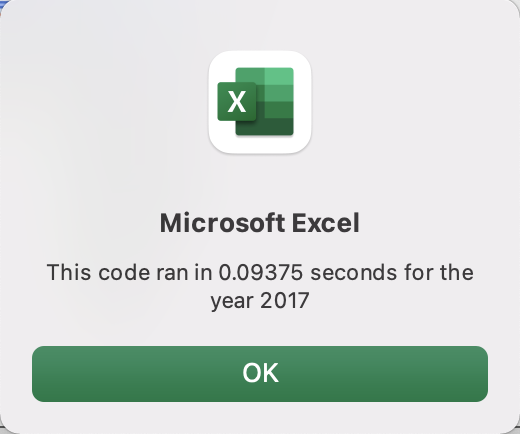 X
Microsoft Excel
This code ran in 0.09375 seconds for the
year 2017
OK